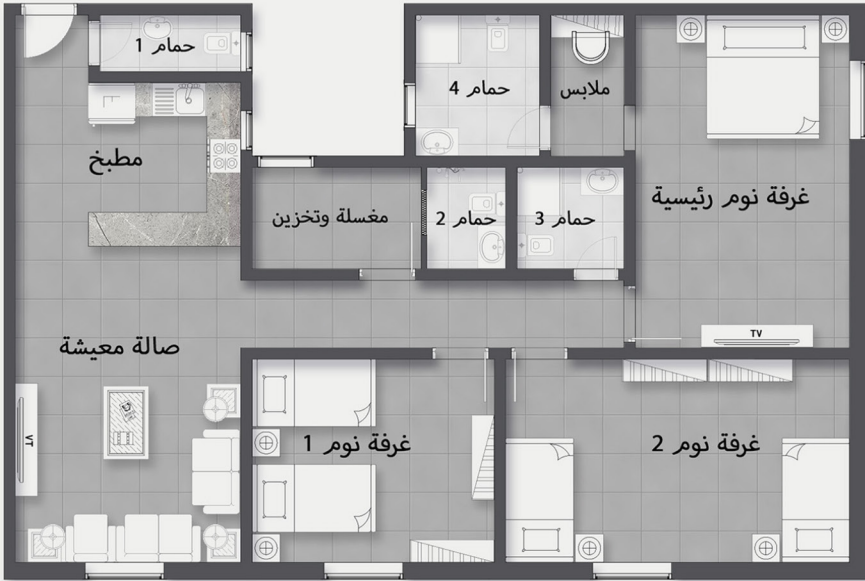 حمام 1
حمام 4
ملابس
مطبخ
غرفة نوم رئيسية
مغسلة وتخزين
حمام 2
حمام 3
TV
صالة معيشة
TV
غرفة نوم 1
غرفة نوم 2